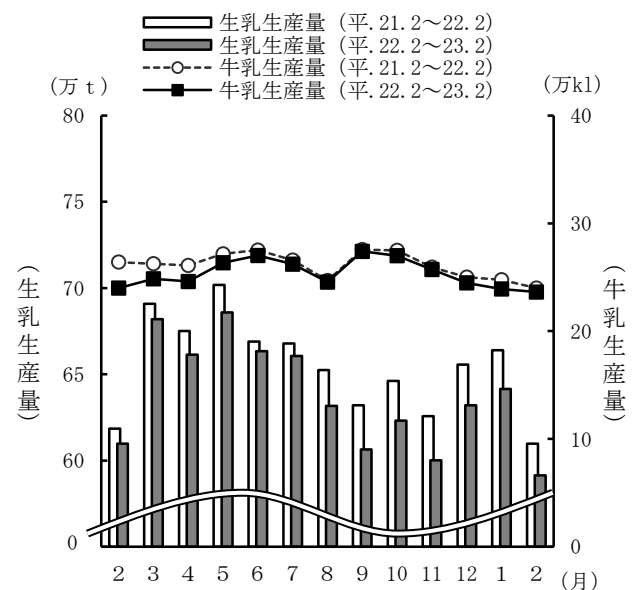 生乳生産量（平.21.2～22.2）
生乳生産量（平.22.2～23.2）
牛乳生産量（平.21.2～22.2）
牛乳生産量（平.22.2～23.2）
（万ｔ）
（万kl）
80
75
70
65
60
0
40
30
20
10
0
（生乳生産量）
（牛乳生産量）
2 3 4 5 6 7 8 9 10 11 12 1 2 （月）